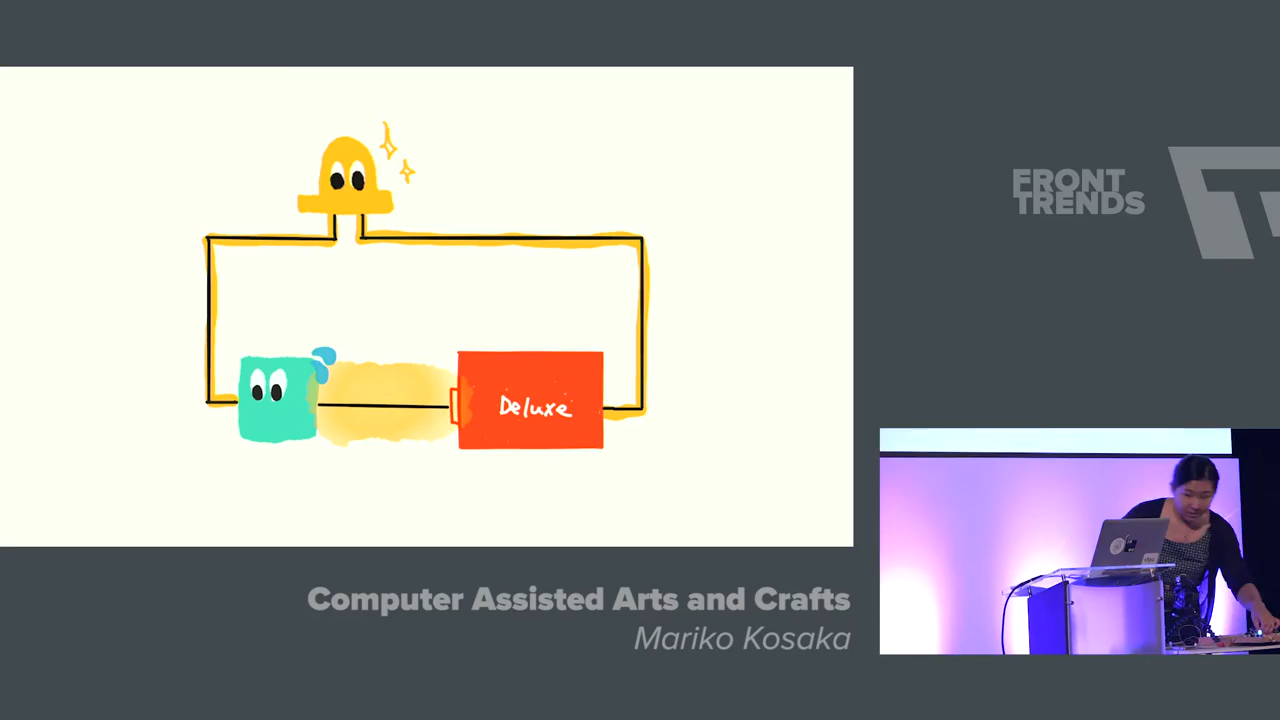 Deluxe
FRONT
TRENDS
Computer Assisted Arts and Crafts
Mariko Kosaka